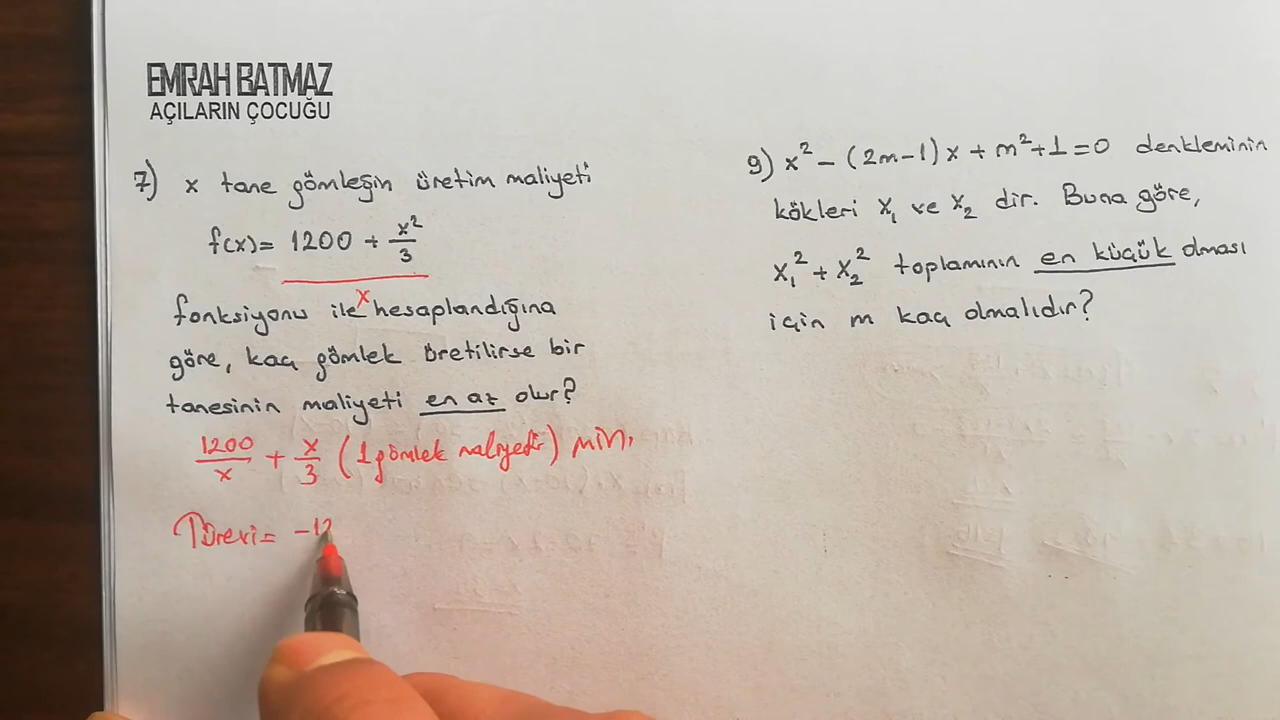 EMRAH BATMAZ
AÇILARIN ÇOCUĞU
7) x tane gömleğin üretim maliyeti
f(x) = 1200 + x²/3
x
fonksiyonu ile hesaplandığına
göre, kaç gömlek üretilirse bir
tanesinin maliyeti en az olur?
1200/x + x/3 (1 gömlek maliyeti) min.
Türevi = -12
9) x² - (2m-1)x + m²+1=0 denkleminin
kökleri x₁ ve x₂ dir. Buna göre,
x₁² + x₂² toplamının en küçük olması
için m kaç olmalıdır?